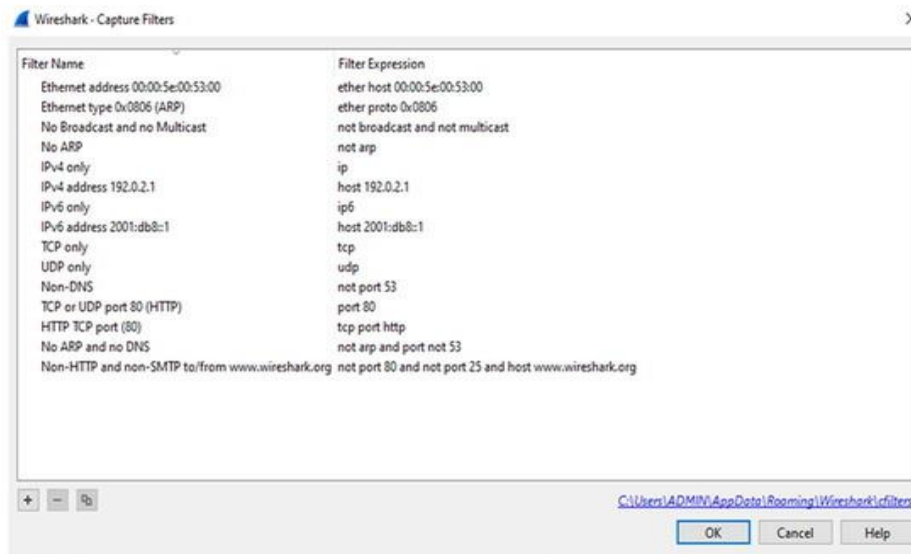 Wireshark - Capture Filters
Filter Name Filter Expression
Ethernet address 00:00:5e:00:53:00 ether host 00:00:5e:00:53:00
Ethernet type 0x0806 (ARP) ether proto 0x0806
No Broadcast and no Multicast not broadcast and not multicast
No ARP not arp
IPv4 only ip
IPv4 address 192.0.2.1 host 192.0.2.1
IPv6 only ip6
IPv6 address 2001:db8::1 host 2001:db8::1
TCP only tcp
UDP only udp
Non-DNS not port 53
TCP or UDP port 80 (HTTP) port 80
HTTP TCP port (80) tcp port http
No ARP and no DNS not arp and port not 53
Non-HTTP and non-SMTP to/from www.wireshark.org not port 80 and not port 25 and host www.wireshark.org
C:\Users\ADMIN\AppData\Roaming\Wireshark\cfilters
OK Cancel Help